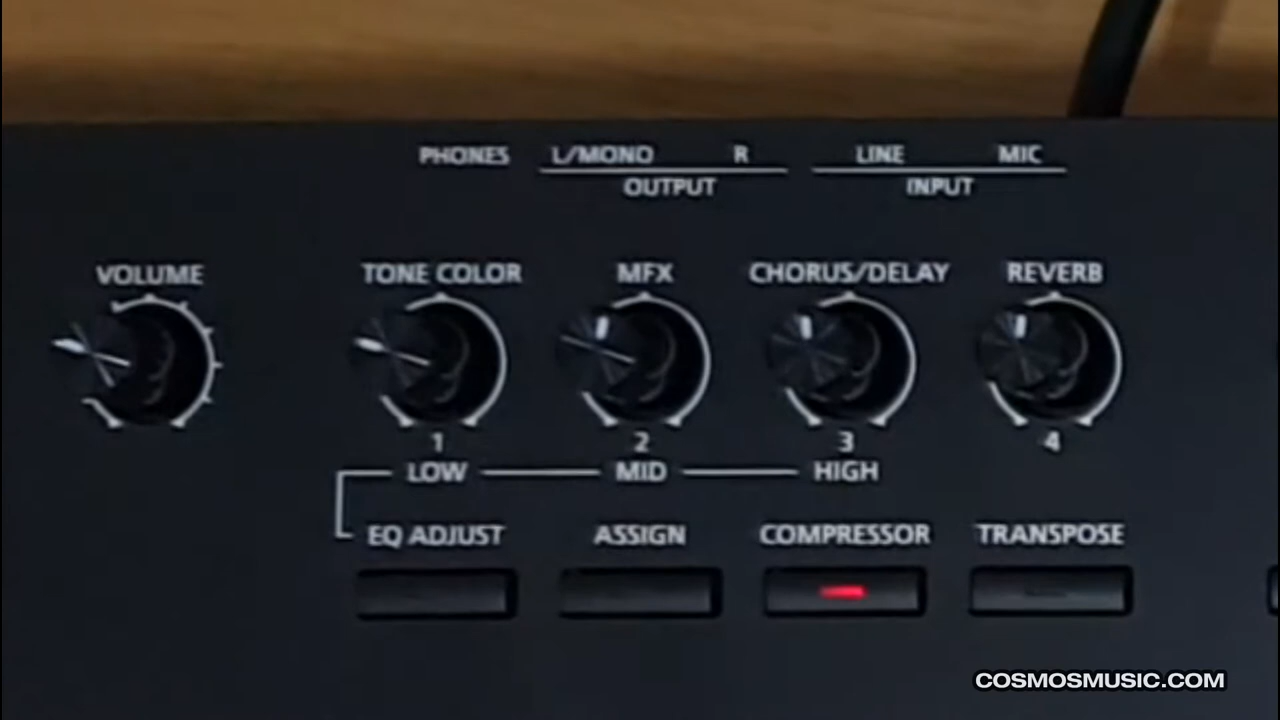 PHONES L/MONO R LINE MIC
OUTPUT INPUT
VOLUME TONE COLOR MFX CHORUS/DELAY REVERB
1 2 3 4
LOW MID HIGH
EQ ADJUST ASSIGN COMPRESSOR TRANSPOSE
COSMOSMUSIC.COM